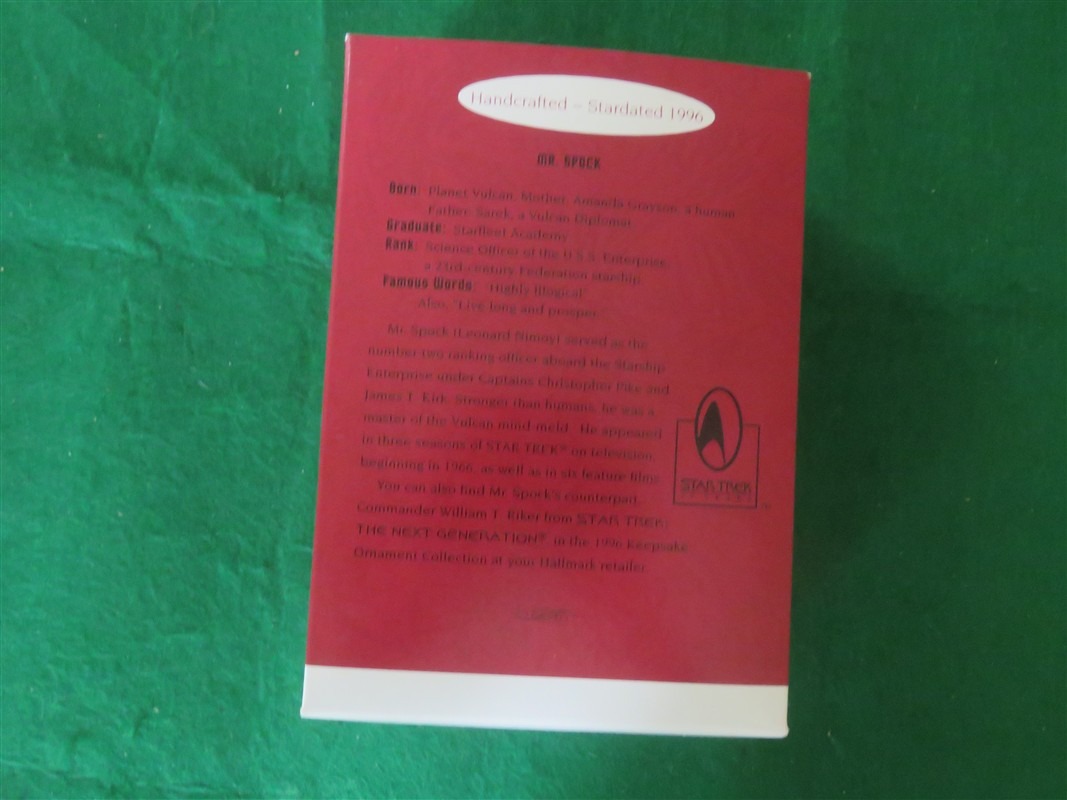 Handcrafted – Stardated 1996
MR. SPOCK
Born: Planet Vulcan, Mother, Amanda Grayson, a human
Father, Sarek, a Vulcan Diplomat
Graduate: Starfleet Academy
Rank: Science Officer of the U.S.S. Enterprise,
a 23rd-century Federation starship
Famous Words: "Highly Illogical"
Also, "Live long and prosper"
Mr. Spock (Leonard Nimoy) served as the
number two ranking officer aboard the Starship
Enterprise under Captains Christopher Pike and
James T. Kirk. Stronger than humans, he was a
master of the Vulcan mind-meld. He appeared
in three seasons of STAR TREK® on television,
beginning in 1966, as well as in six feature films.
You can also find Mr. Spock's counterpart,
Commander William T. Riker from STAR TREK:
THE NEXT GENERATION®, in the 1996 Keepsake
Ornament Collection at your Hallmark retailer.
STAR TREK
TM